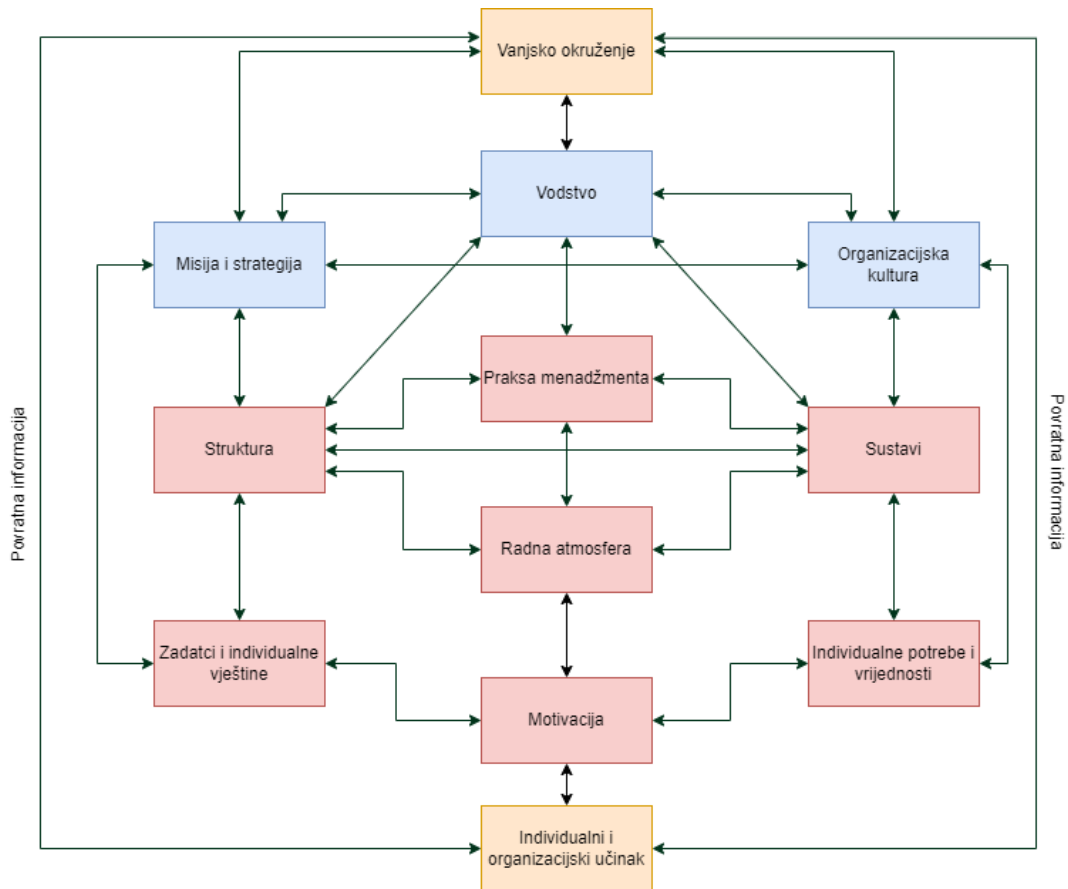 Vanjsko okruženje
Vodstvo
Misija i strategija
Organizacijska
kultura
Praksa menadžmenta
Struktura
Sustavi
Povratna informacija
Povratna informacija
Radna atmosfera
Zadatci i individualne
vještine
Individualne potrebe i
vrijednosti
Motivacija
Individualni i
organizacijski učinak